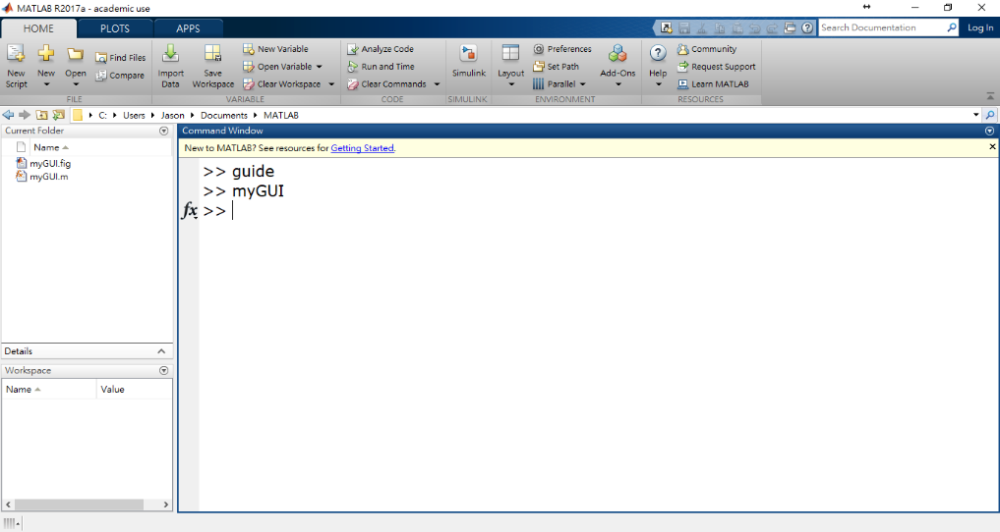 MATLAB R2017a - academic use
HOME PLOTS APPS
Search Documentation
Log In
New Script
New
Open
Find Files
Compare
FILE
Import Data
Save Workspace
New Variable
Open Variable
Clear Workspace
VARIABLE
Analyze Code
Run and Time
Clear Commands
CODE
Simulink
SIMULINK
Layout
Preferences
Set Path
Parallel
Add-Ons
ENVIRONMENT
Help
Community
Request Support
Learn MATLAB
RESOURCES
C: Users Jason Documents MATLAB
Current Folder
Name
myGUI.fig
myGUI.m
Details
Workspace
Name Value
Command Window
New to MATLAB? See resources for Getting Started.
>> guide
>> myGUI
fx >>